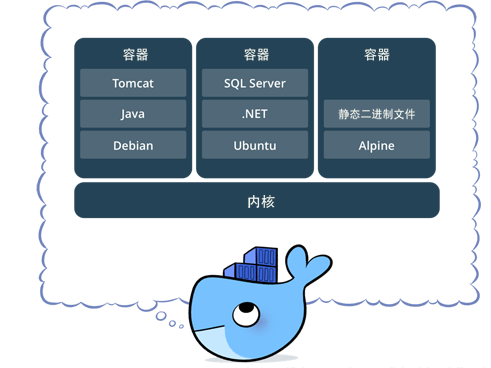 容器
Tomcat
Java
Debian
容器
SQL Server
.NET
Ubuntu
容器
静态二进制文件
Alpine
内核